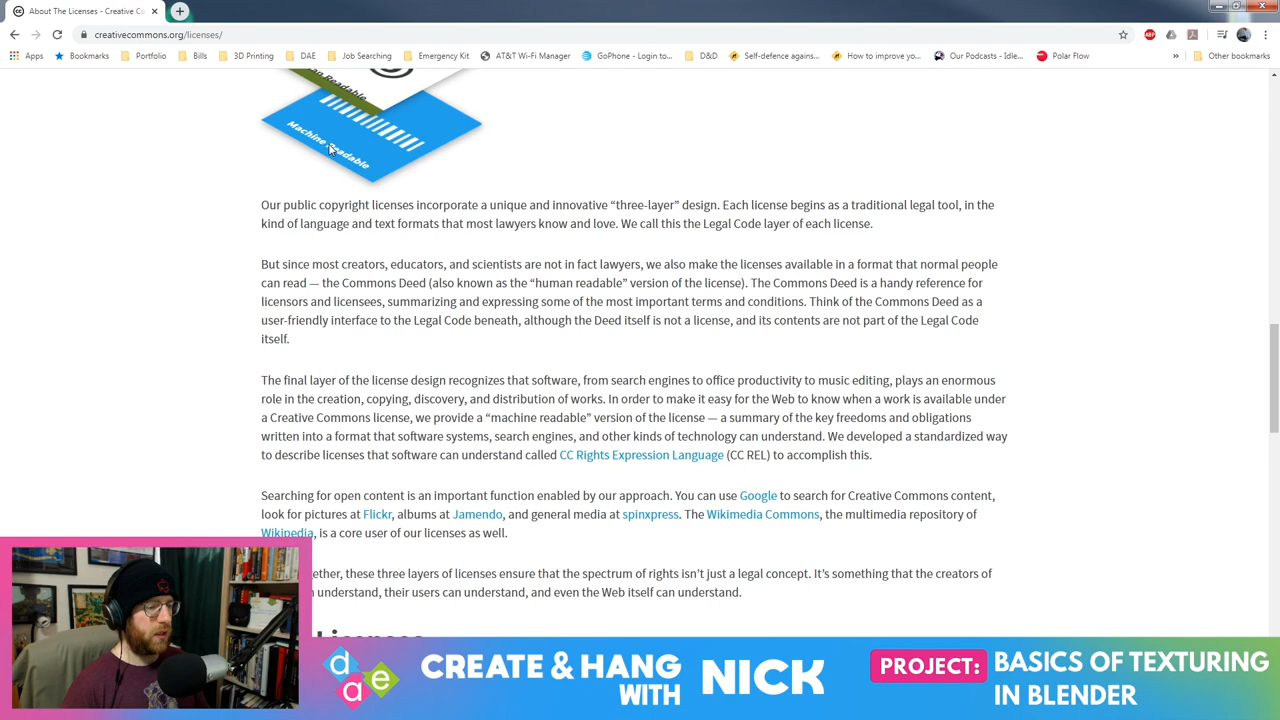 About The Licenses - Creative Co
creativecommons.org/licenses/
Apps Bookmarks Portfolio Bills 3D Printing DAE Job Searching Emergency Kit AT&T Wi-Fi Manager GoPhone - Login to... D&D Self-defence agains... How to improve yo... Our Podcasts - Idle... Polar Flow » Other bookmarks
Readable
Machine Readable
Our public copyright licenses incorporate a unique and innovative “three-layer” design. Each license begins as a traditional legal tool, in the
kind of language and text formats that most lawyers know and love. We call this the Legal Code layer of each license.
But since most creators, educators, and scientists are not in fact lawyers, we also make the licenses available in a format that normal people
can read — the Commons Deed (also known as the “human readable” version of the license). The Commons Deed is a handy reference for
licensors and licensees, summarizing and expressing some of the most important terms and conditions. Think of the Commons Deed as a
user-friendly interface to the Legal Code beneath, although the Deed itself is not a license, and its contents are not part of the Legal Code
itself.
The final layer of the license design recognizes that software, from search engines to office productivity to music editing, plays an enormous
role in the creation, copying, discovery, and distribution of works. In order to make it easy for the Web to know when a work is available under
a Creative Commons license, we provide a “machine readable” version of the license — a summary of the key freedoms and obligations
written into a format that software systems, search engines, and other kinds of technology can understand. We developed a standardized way
to describe licenses that software can understand called CC Rights Expression Language (CC REL) to accomplish this.
Searching for open content is an important function enabled by our approach. You can use Google to search for Creative Commons content,
look for pictures at Flickr, albums at Jamendo, and general media at spinxpress. The Wikimedia Commons, the multimedia repository of
Wikipedia, is a core user of our licenses as well.
these three layers of licenses ensure that the spectrum of rights isn’t just a legal concept. It’s something that the creators of
understand, their users can understand, and even the Web itself can understand.
Licenses
dae
CREATE & HANG
WITH
NICK
PROJECT:
BASICS OF TEXTURING
IN BLENDER